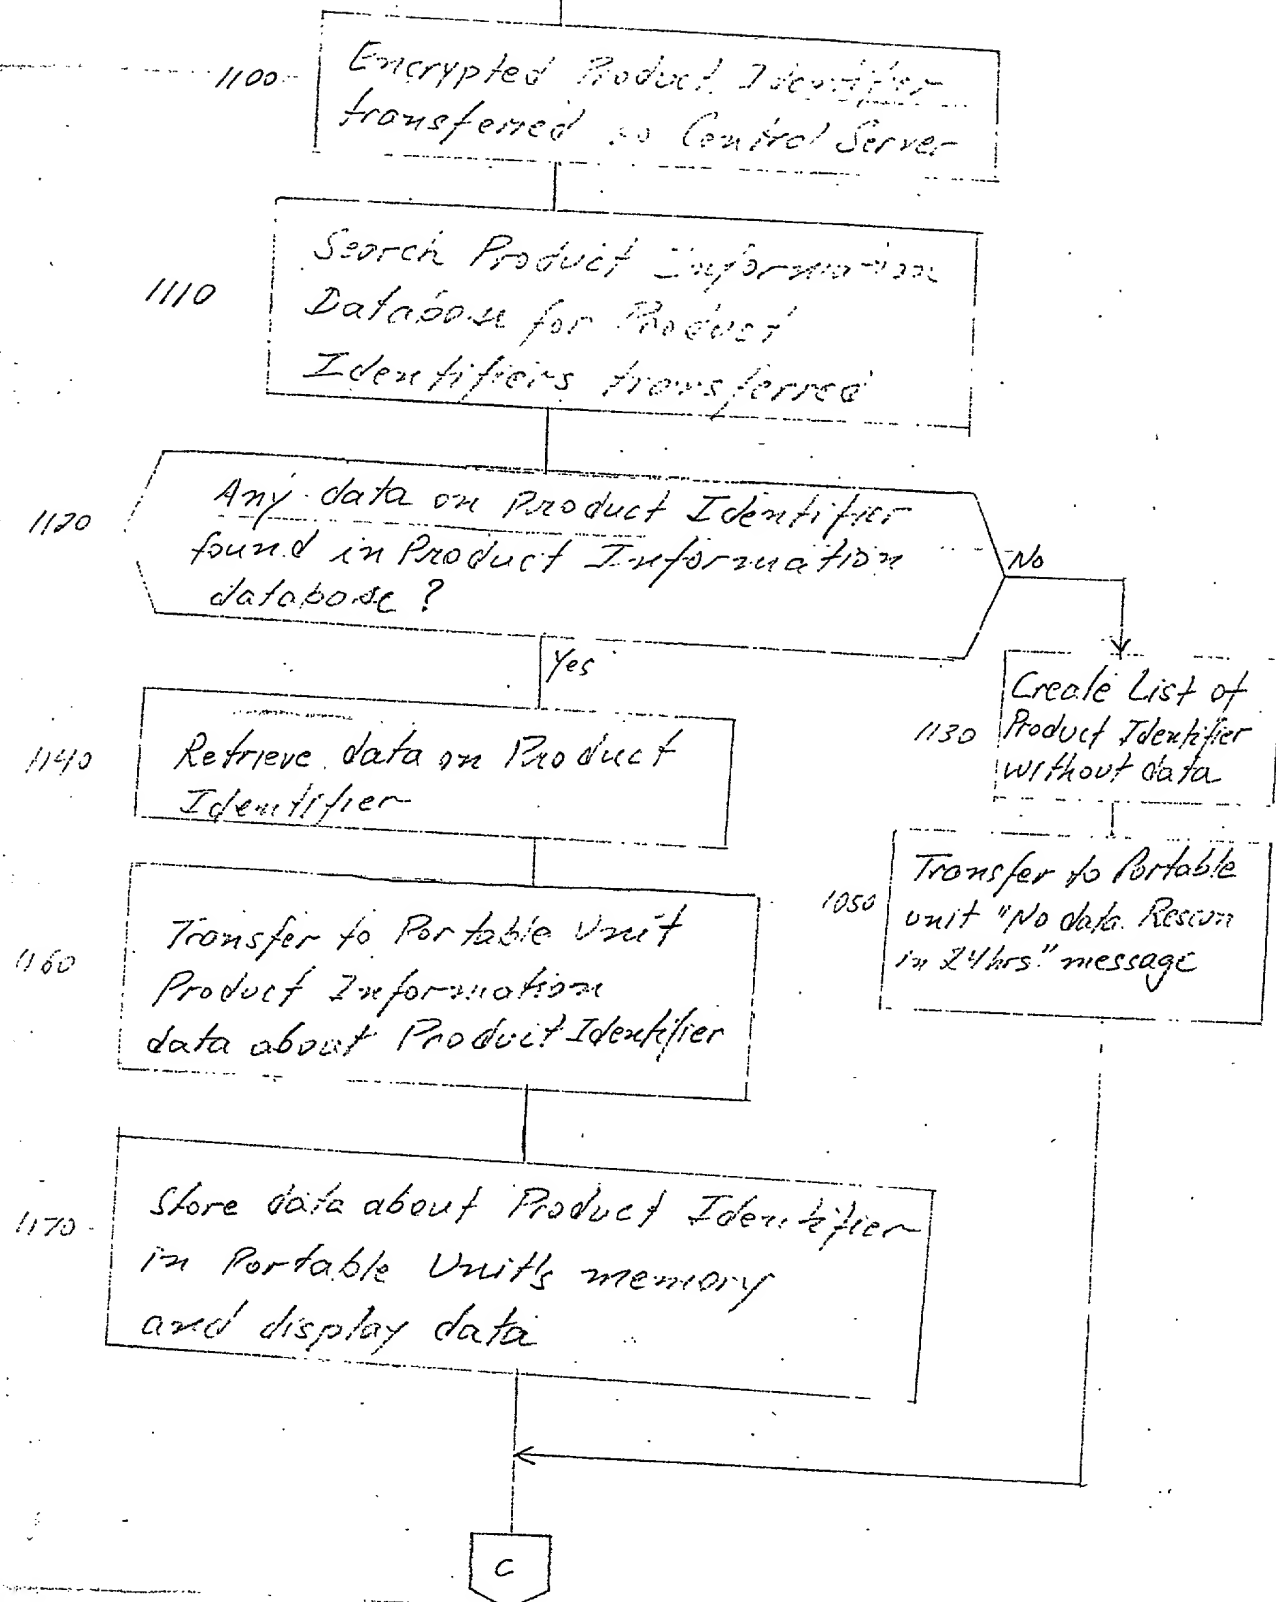 1100
Encrypted Product Identifier
transferred to Central Server
1110
Search Product Information
Database for Product
Identifiers transferred
1120
Any data on Product Identifier
found in Product Information
database?
No
Yes
1130
Create List of
Product Identifier
without data
1140
Retrieve data on Product
Identifier
1050
Transfer to Portable
unit "No data. Rescan
in 24hrs." message
1160
Transfer to Portable Unit
Product Information
data about Product Identifier
1170
Store data about Product Identifier
in Portable Unit's memory
and display data
C